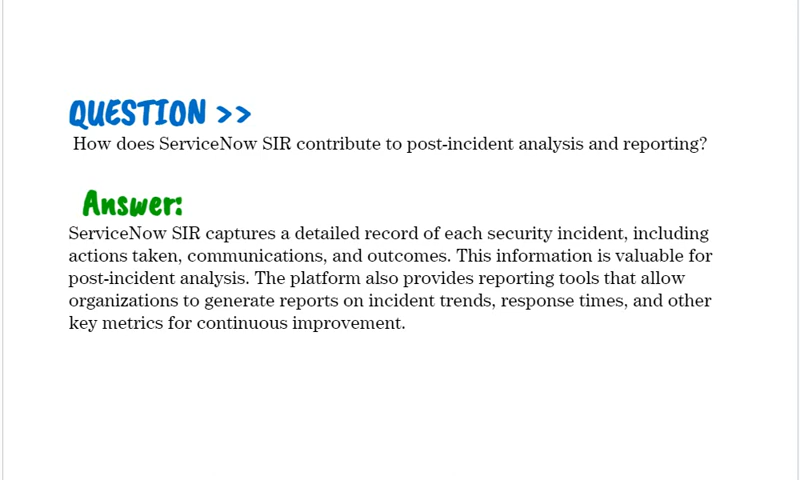 QUESTION >>
How does ServiceNow SIR contribute to post-incident analysis and reporting?
Answer:
ServiceNow SIR captures a detailed record of each security incident, including
actions taken, communications, and outcomes. This information is valuable for
post-incident analysis. The platform also provides reporting tools that allow
organizations to generate reports on incident trends, response times, and other
key metrics for continuous improvement.